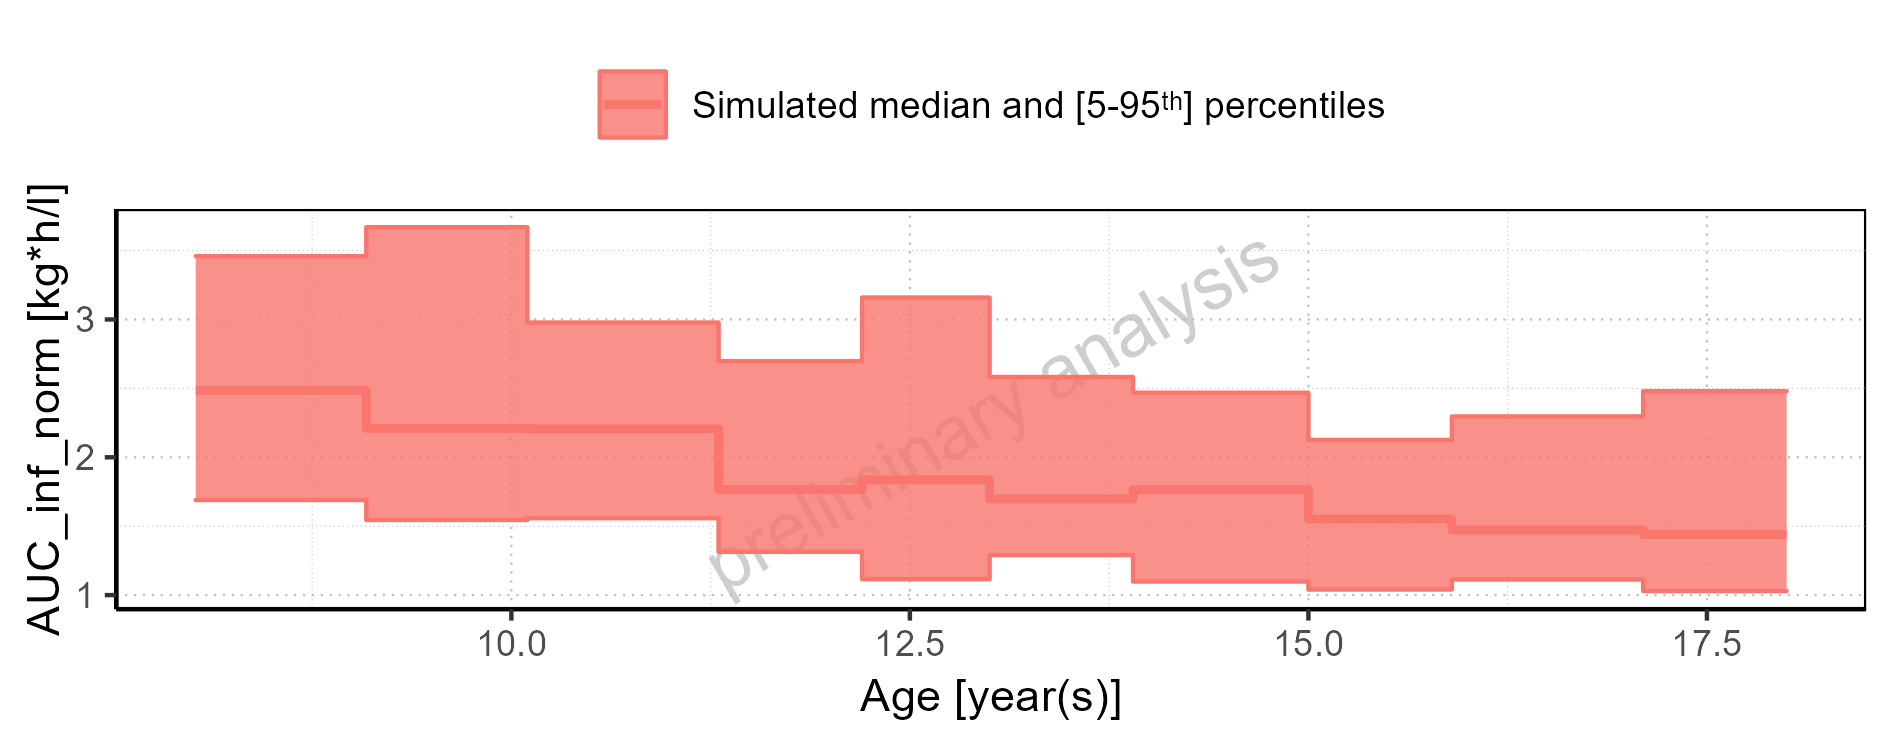 Simulated median and [5-95th] percentiles
AUC_inf_norm [kg*h/l]
3
2
1
preliminary analysis
10.0
12.5
15.0
17.5
Age [year(s)]